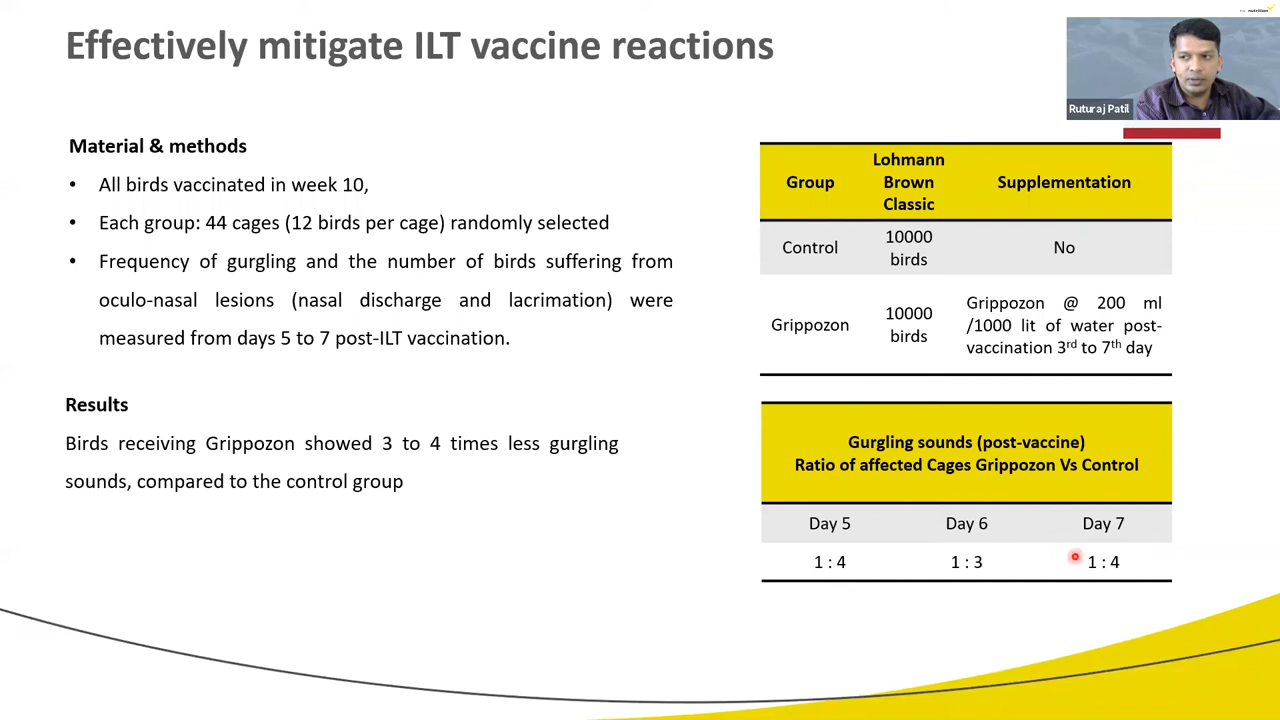 Effectively mitigate ILT vaccine reactions
nutrition
Ruturaj Patil
Material & methods
• All birds vaccinated in week 10,
• Each group: 44 cages (12 birds per cage) randomly selected
• Frequency of gurgling and the number of birds suffering from
oculo-nasal lesions (nasal discharge and lacrimation) were
measured from days 5 to 7 post-ILT vaccination.
Results
Birds receiving Grippozon showed 3 to 4 times less gurgling
sounds, compared to the control group
Group
Lohmann
Brown
Classic
Supplementation
Control
10000
birds
No
Grippozon
10000
birds
Grippozon @ 200 ml
/1000 lit of water post-
vaccination 3rd to 7th day
Gurgling sounds (post-vaccine)
Ratio of affected Cages Grippozon Vs Control
Day 5 Day 6 Day 7
1 : 4 1 : 3 1 : 4